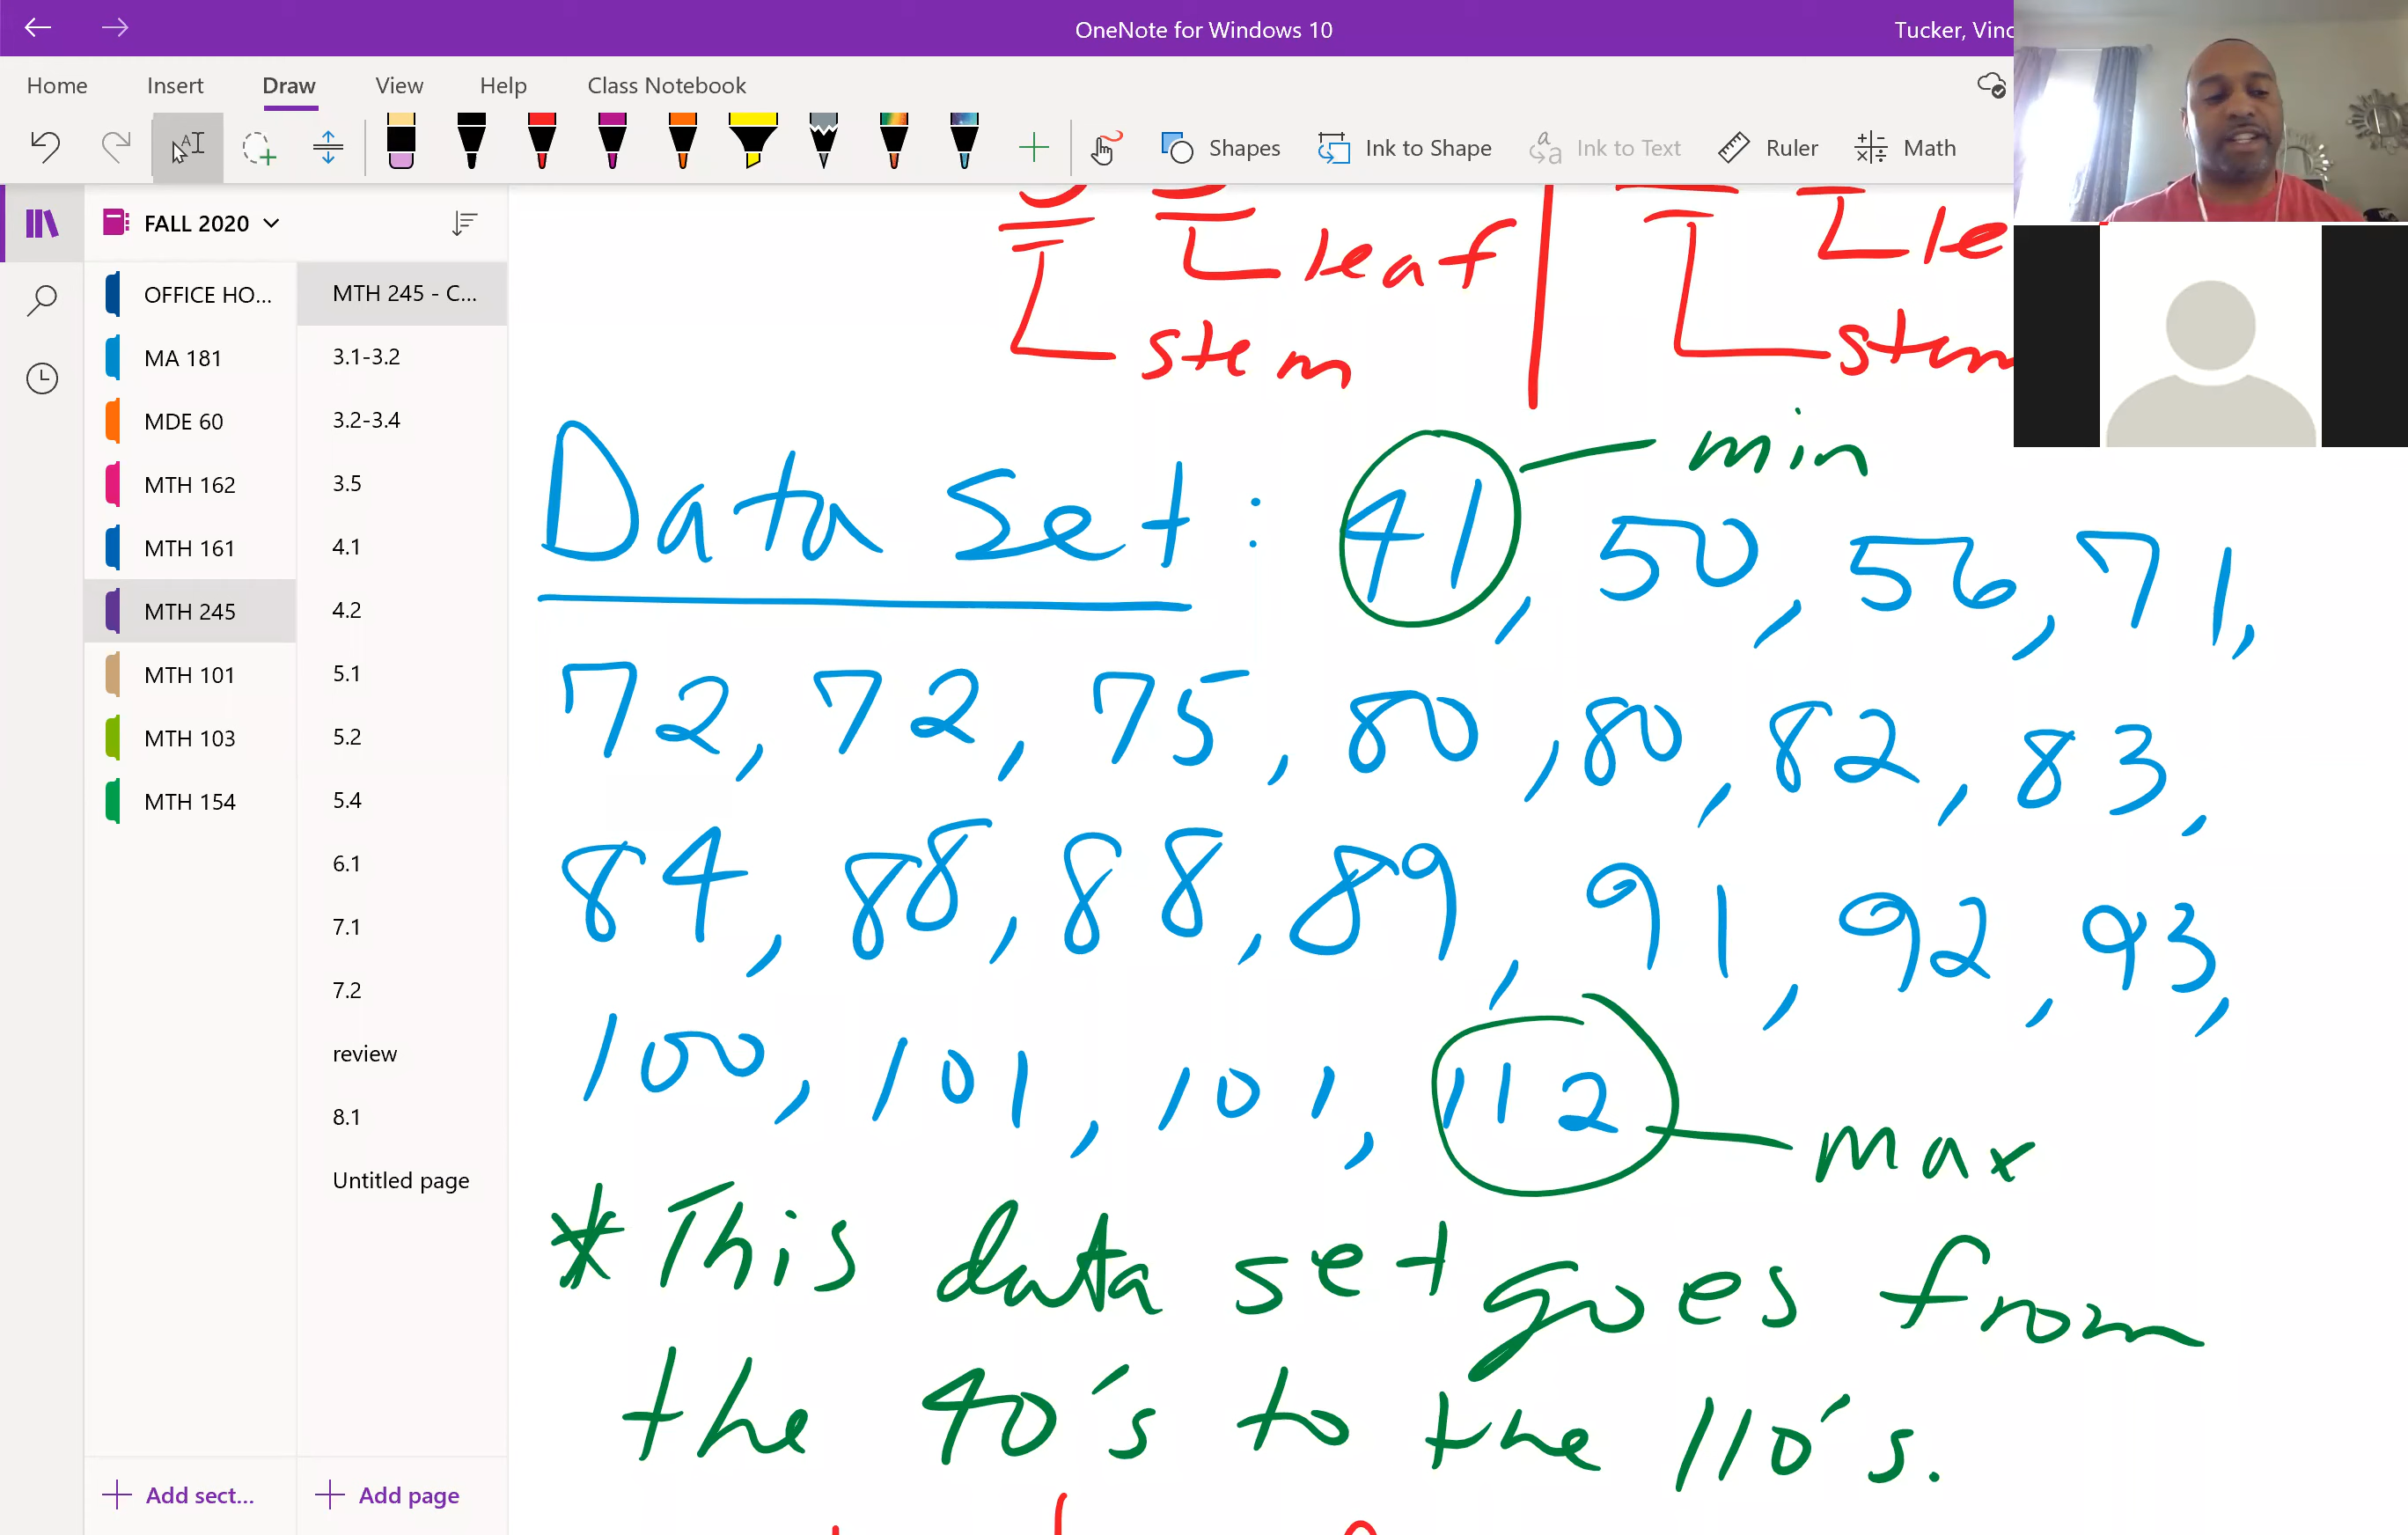 OneNote for Windows 10
Tucker, Vinc
Home Insert Draw View Help Class Notebook
Shapes Ink to Shape Ink to Text Ruler Math
FALL 2020
OFFICE HO...
MA 181
MDE 60
MTH 162
MTH 161
MTH 245
MTH 101
MTH 103
MTH 154
Add sect...
MTH 245 - C...
3.1-3.2
3.2-3.4
3.5
4.1
4.2
5.1
5.2
5.4
6.1
7.1
7.2
review
8.1
Untitled page
Add page
leaf le
stem stem
Data Set: 41, 50, 56, 71, min
72, 72, 75, 80, 80, 82, 83,
84, 88, 88, 89, 91, 92, 93,
100, 101, 101, 112 max
*This data set goes from
the 40's to the 110's.